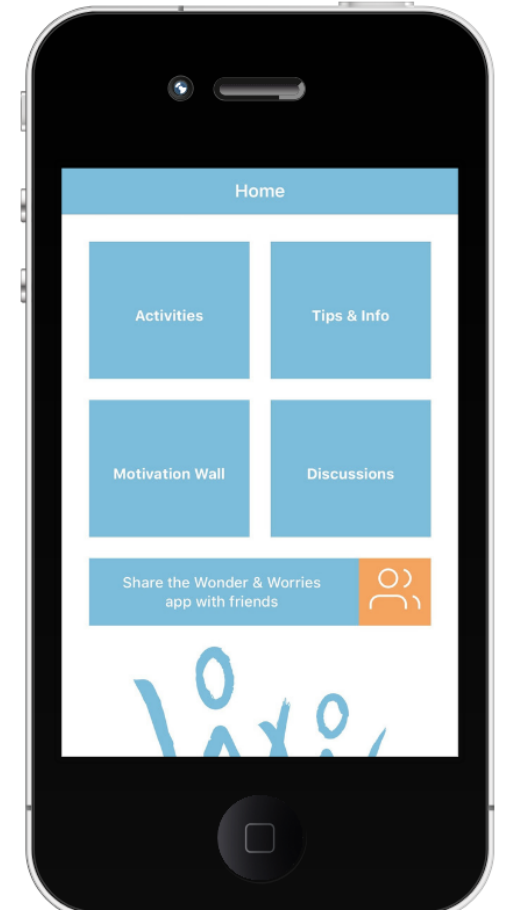 Home
Activities
Tips & Info
Motivation Wall
Discussions
Share the Wonder & Worries
app with friends